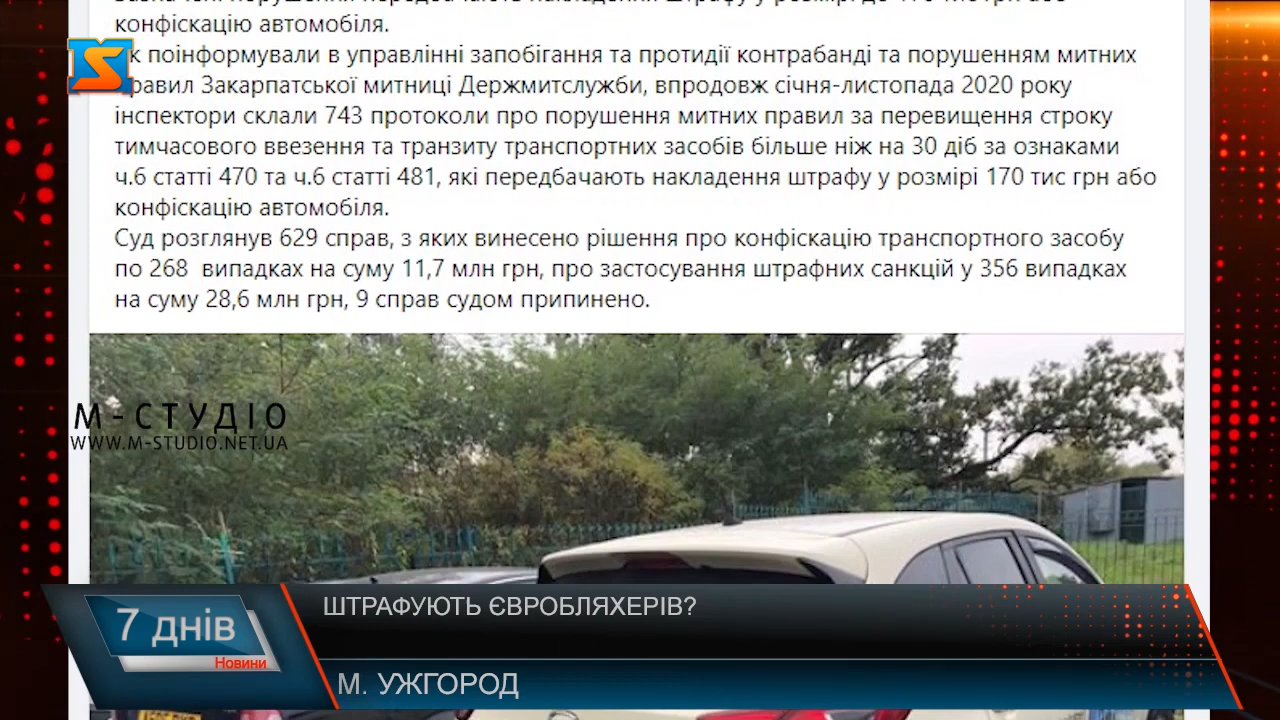 конфіскацію автомобіля.
к поінформували в управлінні запобігання та протидії контрабанді та порушенням митних
равил Закарпатської митниці Держмитслужби, впродовж січня-листопада 2020 року
інспектори склали 743 протоколи про порушення митних правил за перевищення строку
тимчасового ввезення та транзиту транспортних засобів більше ніж на 30 діб за ознаками
ч.6 статті 470 та ч.6 статті 481, які передбачають накладення штрафу у розмірі 170 тис грн або
конфіскацію автомобіля.
Суд розглянув 629 справ, з яких винесено рішення про конфіскацію транспортного засобу
по 268 випадках на суму 11,7 млн грн, про застосування штрафних санкцій у 356 випадках
на суму 28,6 млн грн, 9 справ судом припинено.
М-СТУДІО
WWW.M-STUDIO.NET.UA
7 днів
Новини
ШТРАФУЮТЬ ЄВРОБЛЯХЕРІВ?
М. УЖГОРОД